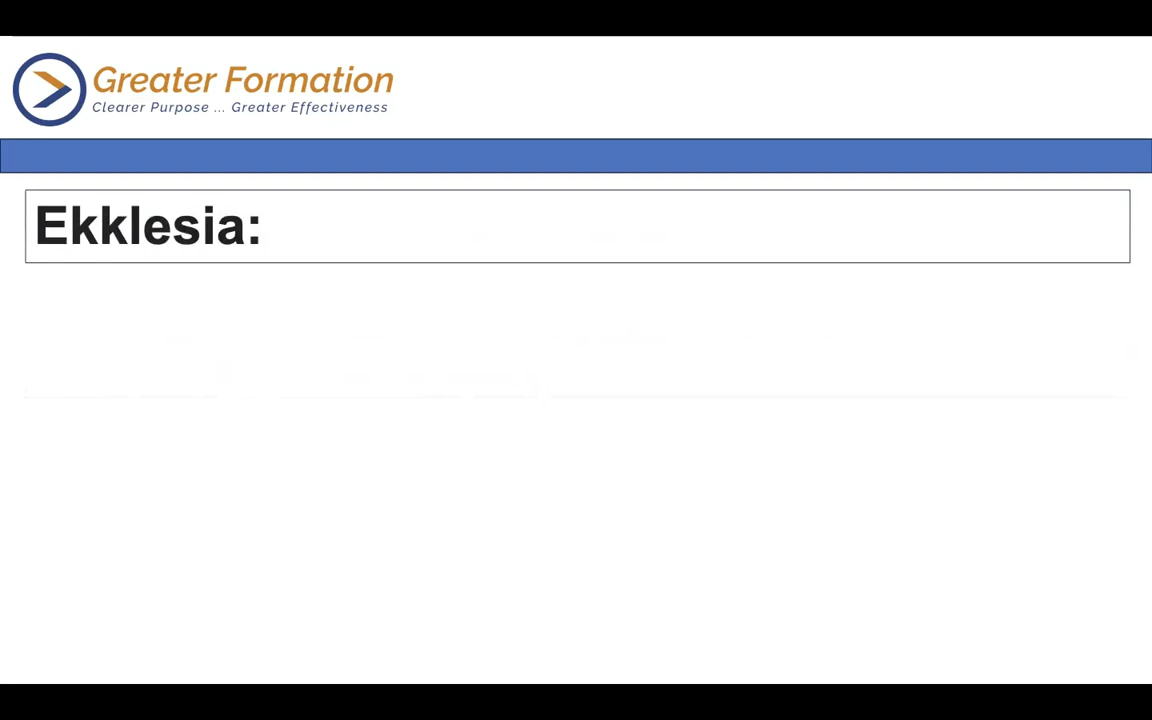 Greater Formation
Clearer Purpose ... Greater Effectiveness
Ekklesia: